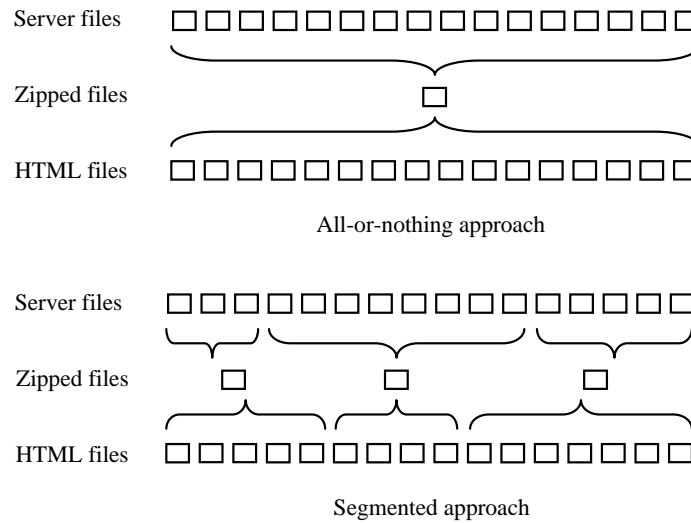 Server files
Zipped files
HTML files
All-or-nothing approach
Server files
Zipped files
HTML files
Segmented approach